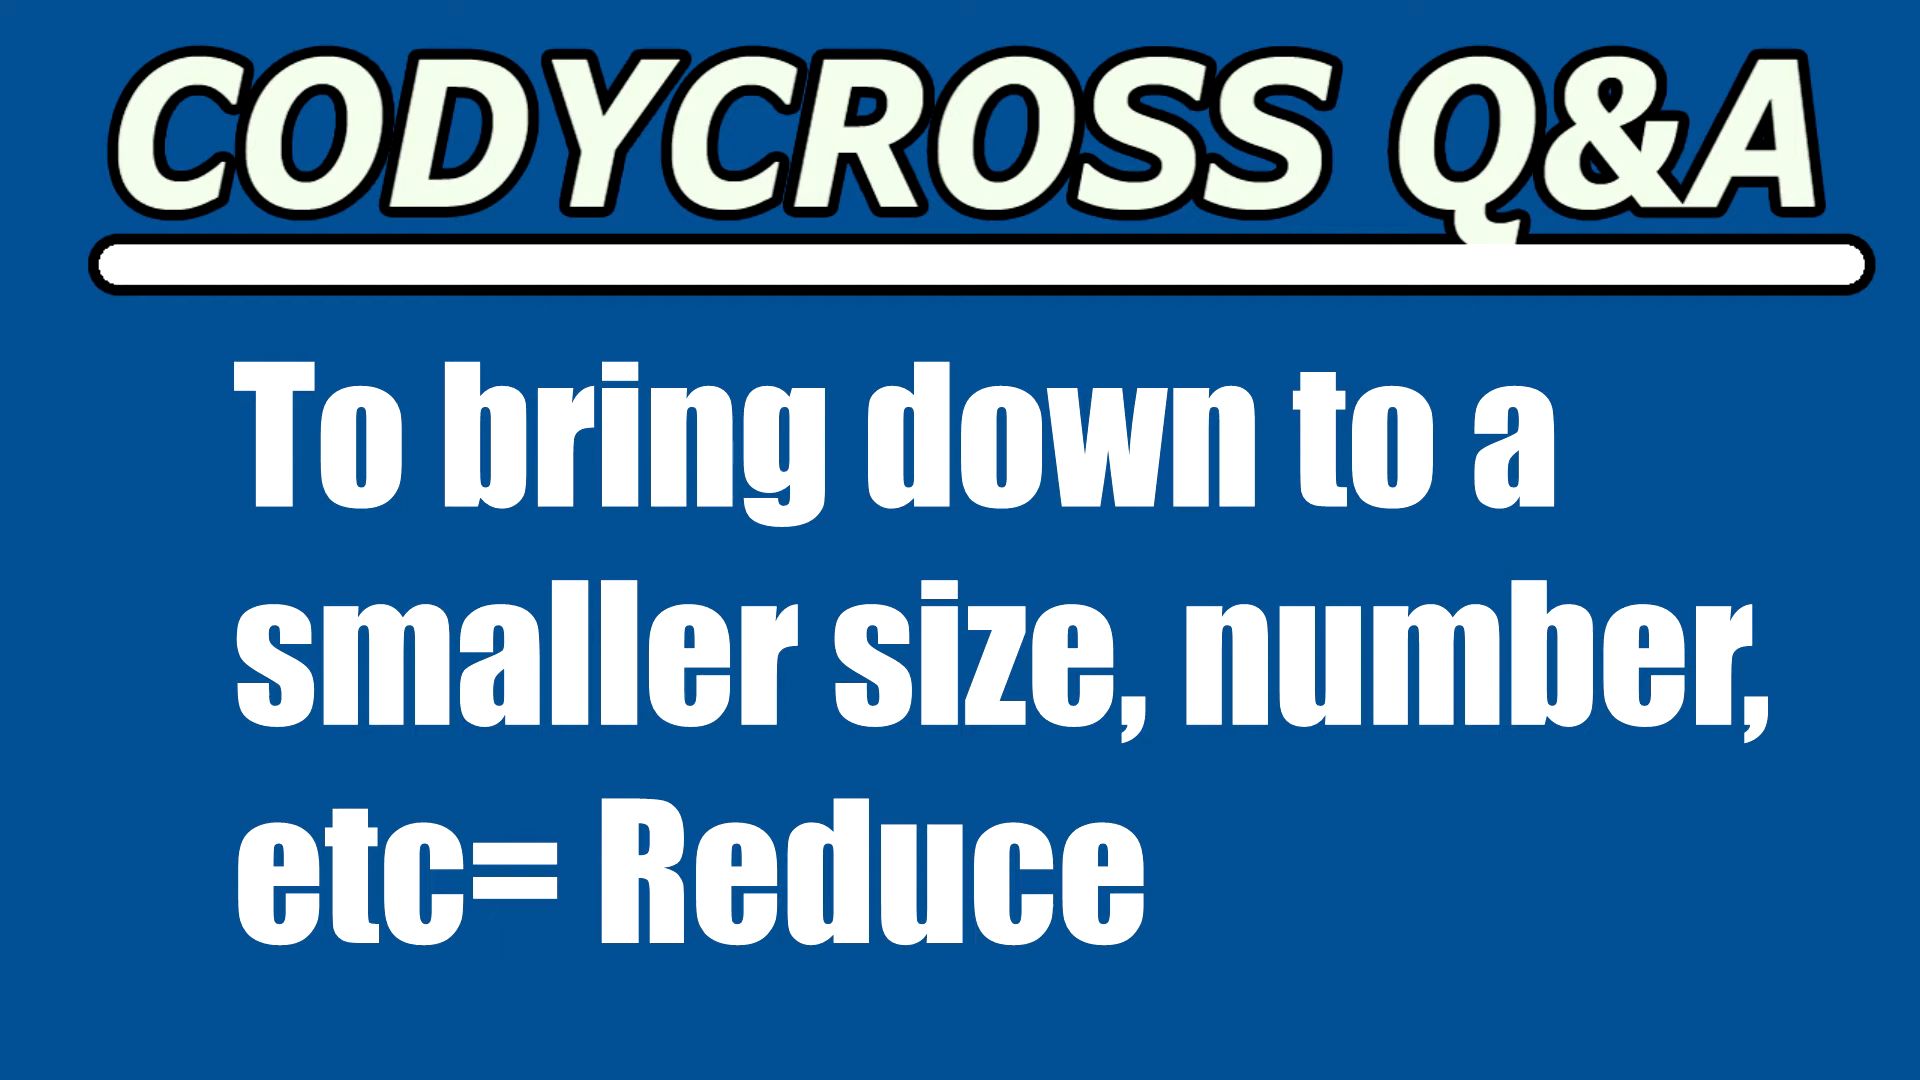 CODYCROSS Q&A
To bring down to a
smaller size, number,
etc= Reduce